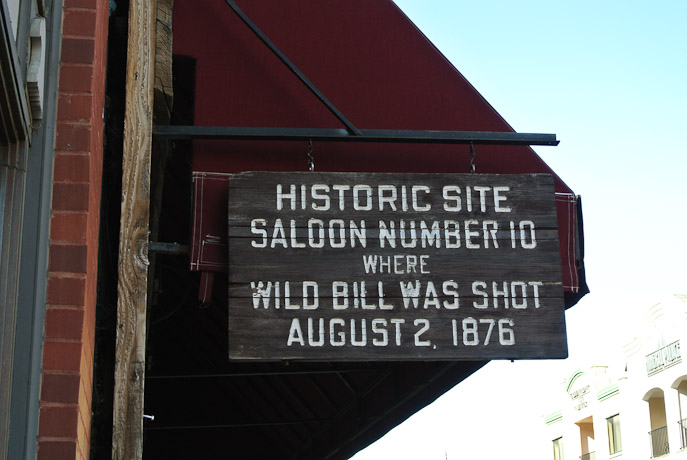 HISTORIC SITE
SALOON NUMBER 10
WHERE
WILD BILL WAS SHOT
AUGUST 2, 1876